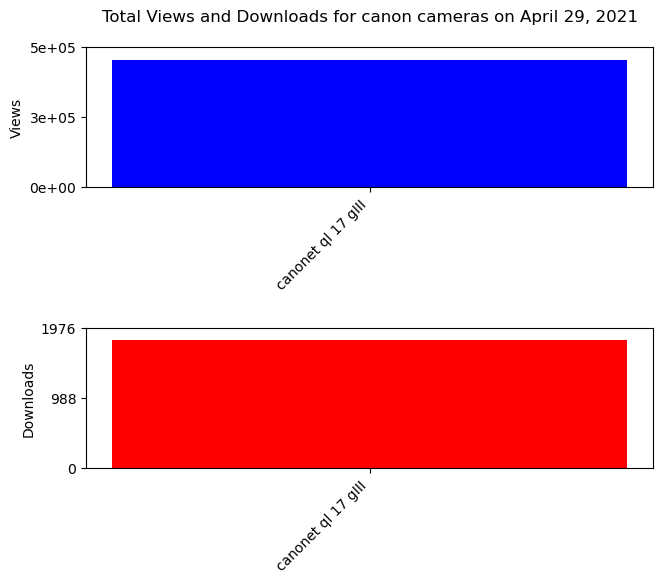 Total Views and Downloads for canon cameras on April 29, 2021
5e+05
3e+05
0e+00
Views
canonet ql 17 gIII
1976
988
0
Downloads
canonet ql 17 gIII